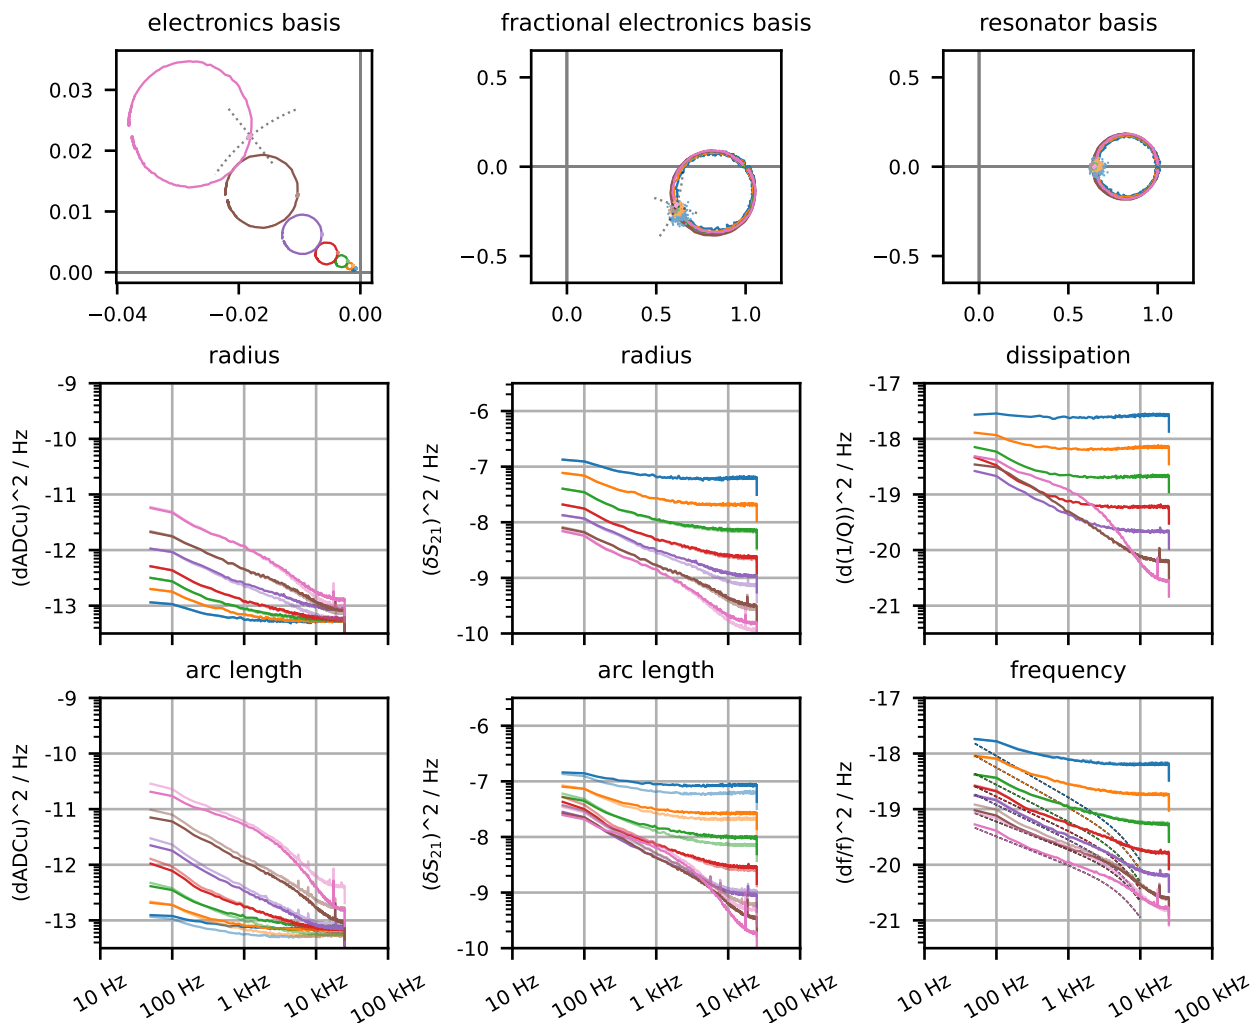 electronics basis
fractional electronics basis
resonator basis
0.03
0.02
0.01
0.00
−0.04
−0.02
0.00
0.5
0.0
−0.5
0.0
0.5
1.0
0.5
0.0
−0.5
0.0
0.5
1.0
radius
radius
dissipation
(dADCu)^2 / Hz
-9
-10
-11
-12
-13
(δS₂₁)^2 / Hz
-6
-7
-8
-9
-10
(d(1/Q))^2 / Hz
-17
-18
-19
-20
-21
arc length
arc length
frequency
(dADCu)^2 / Hz
-9
-10
-11
-12
-13
(δS₂₁)^2 / Hz
-6
-7
-8
-9
-10
(df/f)^2 / Hz
-17
-18
-19
-20
-21
10 Hz
100 Hz
1 kHz
10 kHz
100 kHz
10 Hz
100 Hz
1 kHz
10 kHz
100 kHz
10 Hz
100 Hz
1 kHz
10 kHz
100 kHz